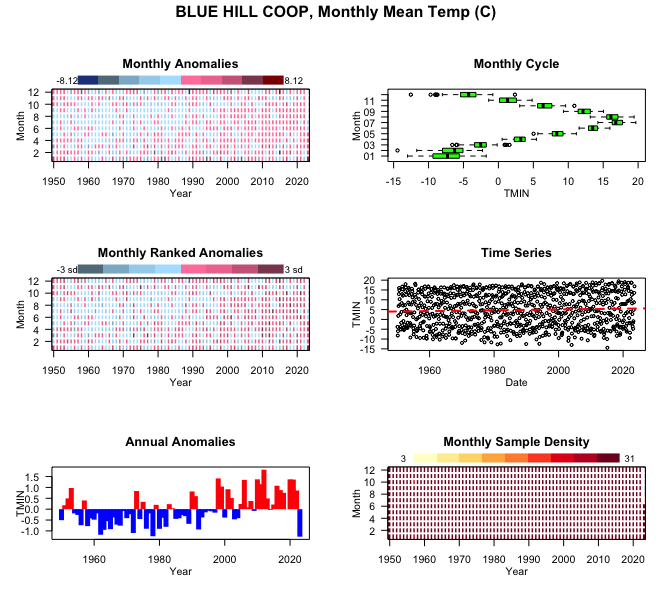 BLUE HILL COOP, Monthly Mean Temp (C)
Monthly Anomalies
-8.12 8.12
12
10
8
6
4
2
Month
1950 1960 1970 1980 1990 2000 2010 2020
Year
Monthly Cycle
11
09
07
05
03
01
Month
-15 -10 -5 0 5 10 15 20
TMIN
Monthly Ranked Anomalies
-3 sd 3 sd
12
10
8
6
4
2
Month
1950 1960 1970 1980 1990 2000 2010 2020
Year
Time Series
20
15
10
5
0
-5
-10
-15
TMIN
1960 1980 2000 2020
Date
Annual Anomalies
1.5
1.0
0.5
0.0
-0.5
-1.0
TMIN
1960 1980 2000 2020
Year
Monthly Sample Density
3 31
12
10
8
6
4
2
Month
1950 1960 1970 1980 1990 2000 2010 2020
Year